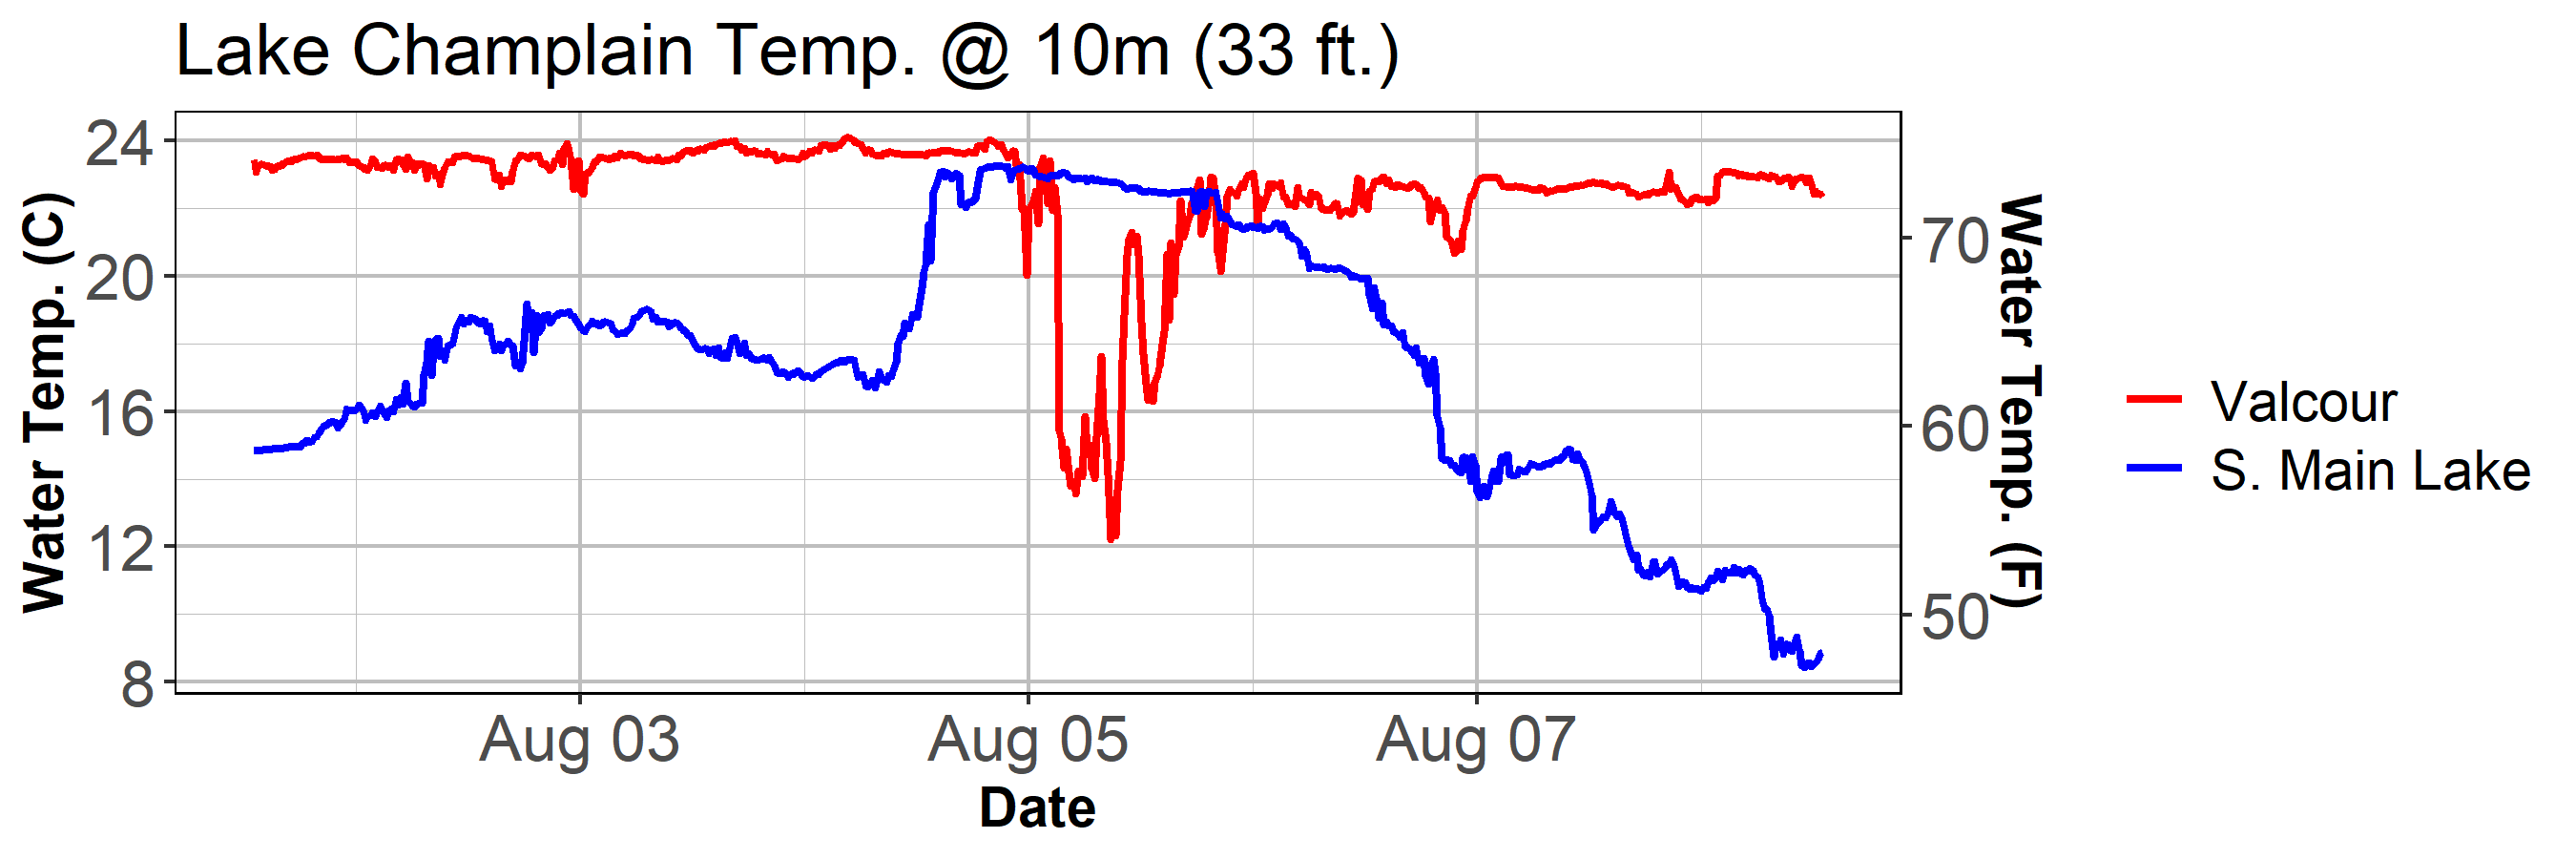 Lake Champlain Temp. @ 10m (33 ft.)
Water Temp. (C)
24
20
16
12
8
Water Temp. (F)
70
60
50
Aug 03 Aug 05 Aug 07
Date
Valcour
S. Main Lake